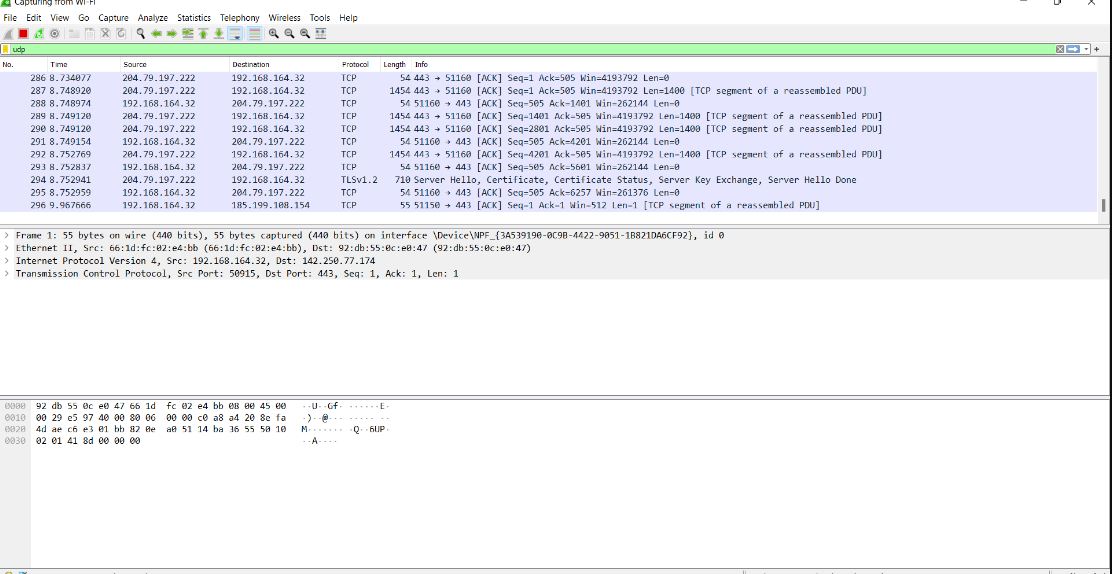 Capturing from Wi-Fi
File Edit View Go Capture Analyze Statistics Telephony Wireless Tools Help
udp
No. Time Source Destination Protocol Length Info
286 8.734077 204.79.197.222 192.168.164.32 TCP 54 443 → 51160 [ACK] Seq=1 Ack=505 Win=4193792 Len=0
287 8.748920 204.79.197.222 192.168.164.32 TCP 1454 443 → 51160 [ACK] Seq=1 Ack=505 Win=4193792 Len=1400 [TCP segment of a reassembled PDU]
288 8.748974 192.168.164.32 204.79.197.222 TCP 54 51160 → 443 [ACK] Seq=505 Ack=1401 Win=262144 Len=0
289 8.749120 204.79.197.222 192.168.164.32 TCP 1454 443 → 51160 [ACK] Seq=1401 Ack=505 Win=4193792 Len=1400 [TCP segment of a reassembled PDU]
290 8.749120 204.79.197.222 192.168.164.32 TCP 1454 443 → 51160 [ACK] Seq=2801 Ack=505 Win=4193792 Len=1400 [TCP segment of a reassembled PDU]
291 8.749154 192.168.164.32 204.79.197.222 TCP 54 51160 → 443 [ACK] Seq=505 Ack=4201 Win=262144 Len=0
292 8.752769 204.79.197.222 192.168.164.32 TCP 1454 443 → 51160 [ACK] Seq=4201 Ack=505 Win=4193792 Len=1400 [TCP segment of a reassembled PDU]
293 8.752837 192.168.164.32 204.79.197.222 TCP 54 51160 → 443 [ACK] Seq=505 Ack=5601 Win=262144 Len=0
294 8.752941 204.79.197.222 192.168.164.32 TLSv1.2 710 Server Hello, Certificate, Certificate Status, Server Key Exchange, Server Hello Done
295 8.752959 192.168.164.32 204.79.197.222 TCP 54 51160 → 443 [ACK] Seq=505 Ack=6257 Win=261376 Len=0
296 9.967666 192.168.164.32 185.199.108.154 TCP 55 51150 → 443 [ACK] Seq=1 Ack=1 Win=512 Len=1 [TCP segment of a reassembled PDU]
> Frame 1: 55 bytes on wire (440 bits), 55 bytes captured (440 bits) on interface \Device\NPF_{3A539190-0C9B-4422-9051-1B821DA6CF92}, id 0
> Ethernet II, Src: 66:1d:fc:02:e4:bb (66:1d:fc:02:e4:bb), Dst: 92:db:55:0c:e0:47 (92:db:55:0c:e0:47)
> Internet Protocol Version 4, Src: 192.168.164.32, Dst: 142.250.77.174
> Transmission Control Protocol, Src Port: 50915, Dst Port: 443, Seq: 1, Ack: 1, Len: 1
0000 92 db 55 0c e0 47 66 1d fc 02 e4 bb 08 00 45 00 ··U··Gf· ······E·
0010 00 29 e5 97 40 00 80 06 00 00 c0 a8 a4 20 8e fa ·)··@··· ····· ··
0020 4d ae c6 e3 01 bb 82 0e a0 51 14 ba 36 55 50 10 M······· ·Q··6UP·
0030 02 01 41 8d 00 00 00 ··A····